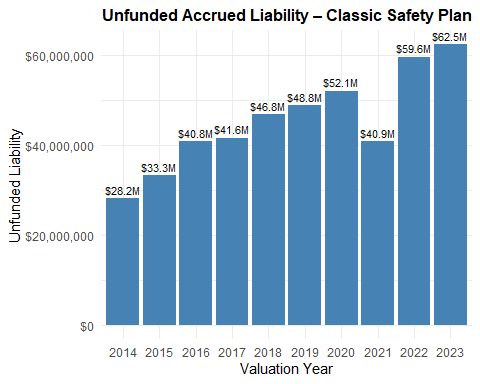 Unfunded Accrued Liability – Classic Safety Plan
$62.5M
$59.6M
$60,000,000
$52.1M
$48.8M
$46.8M
$40.8M
$41.6M
$40.9M
$40,000,000
$33.3M
$28.2M
$20,000,000
$0
Unfunded Liability
2014 2015 2016 2017 2018 2019 2020 2021 2022 2023
Valuation Year